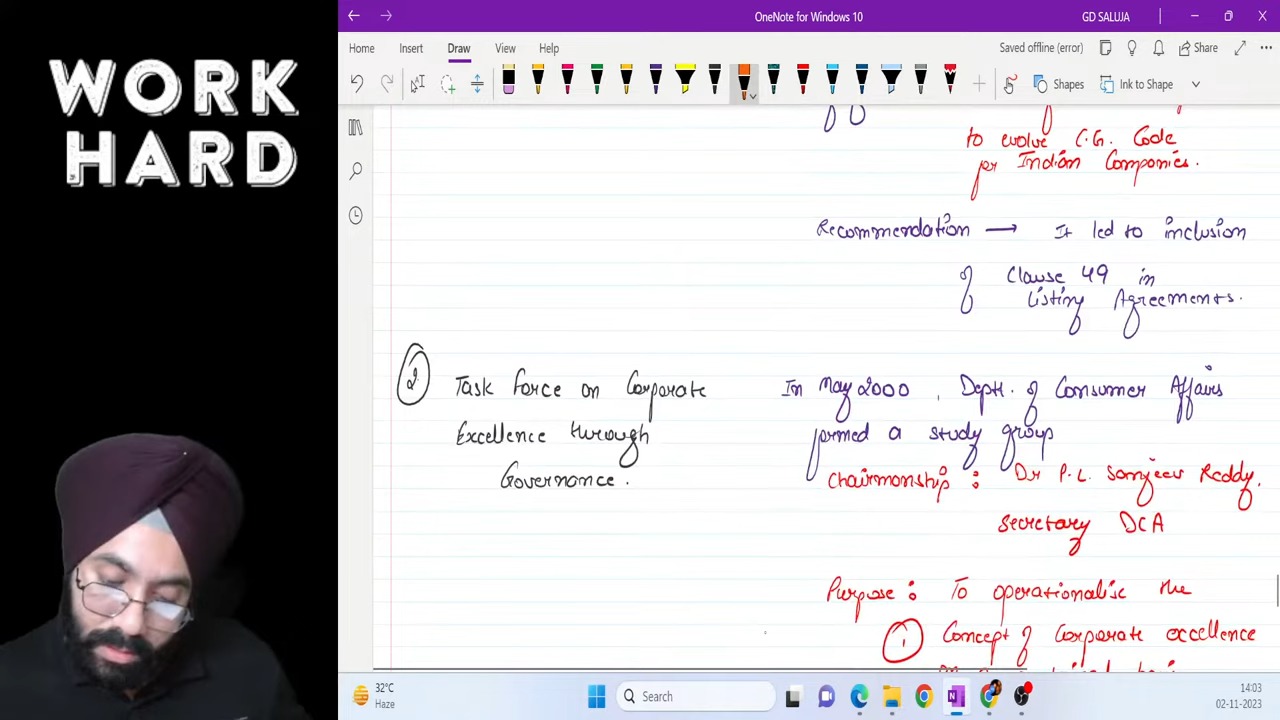 WORK
HARD
OneNote for Windows 10
GD SALUJA
Home Insert Draw View Help
Saved offline (error)
Share
Shapes
Ink to Shape
to evolve C.G. Code
for Indian Companies.
Recommendation → It led to inclusion
of Clause 49 in
Listing Agreements.
② Task Force on Corporate
Excellence through
Governance.
In May 2000, Deptt. of Consumer Affairs
formed a study group
Chairmanship : Dr P.L. Sanjeev Reddy,
Secretary DCA
Purpose : To operationalise the
① Concept of Corporate excellence
32°C
Haze
Search
14:03
02-11-2023